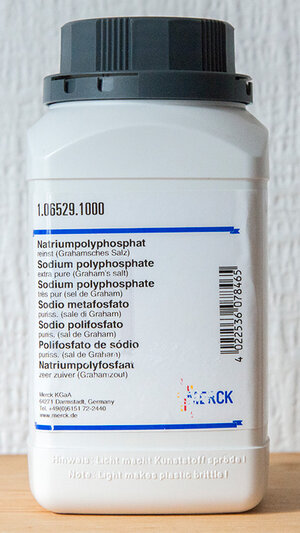 1.06529.1000
Natriumpolyphosphat
reinst (Grahamsches Salz)
Sodium polyphosphate
extra pure (Graham's salt)
Sodium polyphosphate
très pur (sel de Graham)
Sodio metafosfato
puriss. (sale di Graham)
Sodio polifosfato
puriss. (sal de Graham)
Polifosfato de sódio
puriss. (sal de Graham)
Natriumpolyfosfaat
zeer zuiver (Grahamzout)
Merck KGaA
64271 Darmstadt, Germany
Tel. +49(0)6151 72-2440
www.merck.de
4 022536 078465
MERCK
Hinweis: Licht macht Kunststoff spröde!
Note: Light makes plastic brittle!